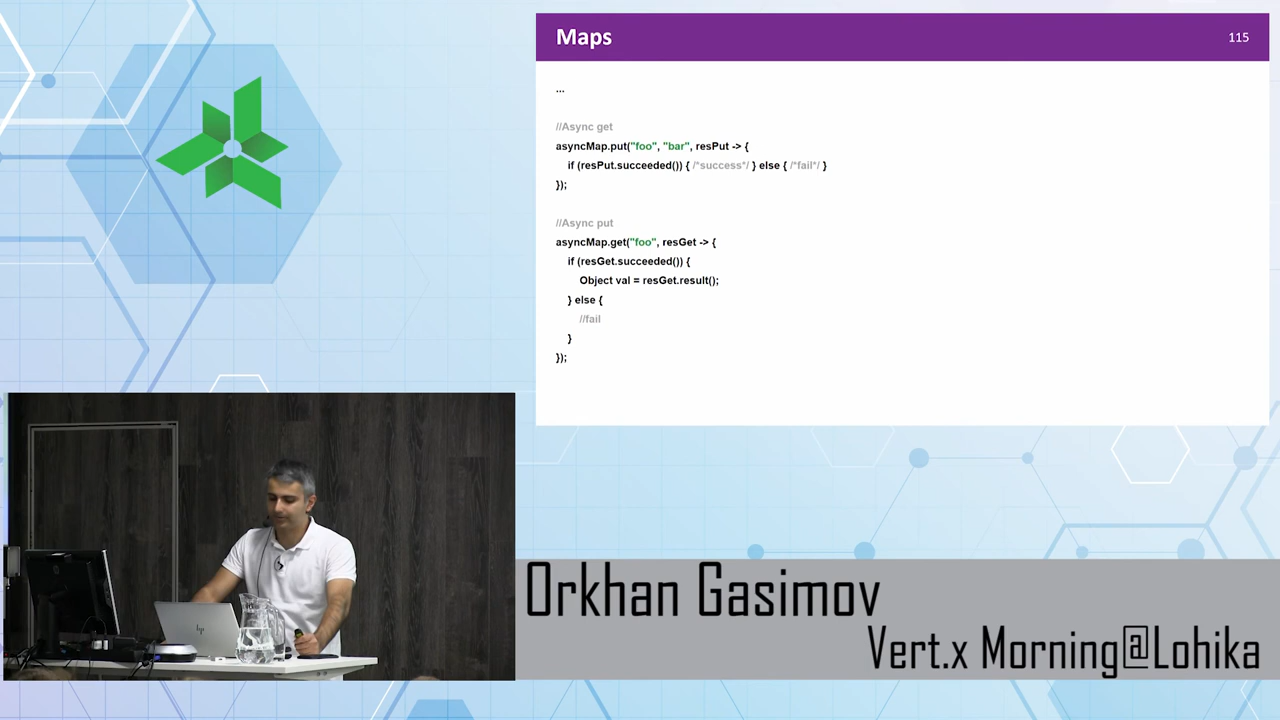 Maps
115
...
//Async get
asyncMap.put("foo", "bar", resPut -> {
if (resPut.succeeded()) { /*success*/ } else { /*fail*/ }
});
//Async put
asyncMap.get("foo", resGet -> {
if (resGet.succeeded()) {
Object val = resGet.result();
} else {
//fail
}
});
hp
Orkhan Gasimov
Vert.x Morning@Lohika